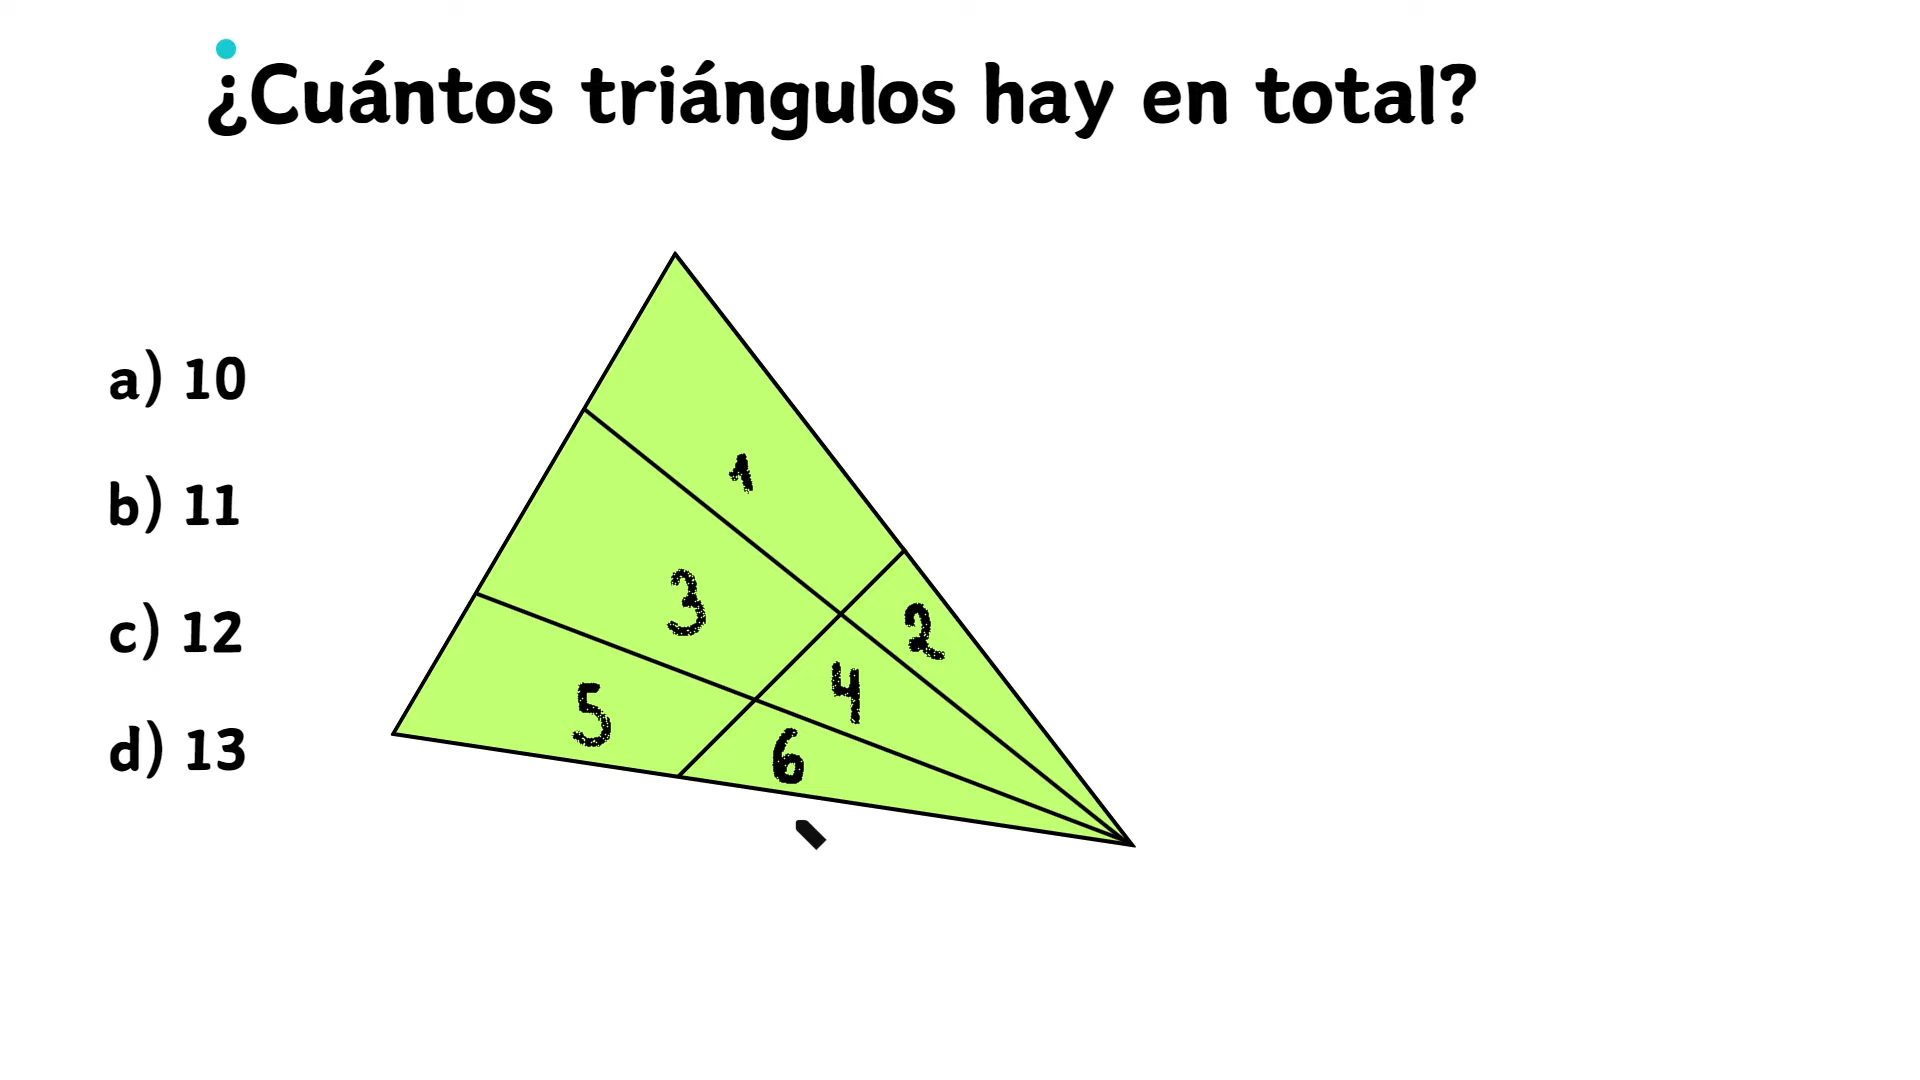 ¿Cuántos triángulos hay en total?
a) 10
b) 11
c) 12
d) 13
1
2
3
4
5
6